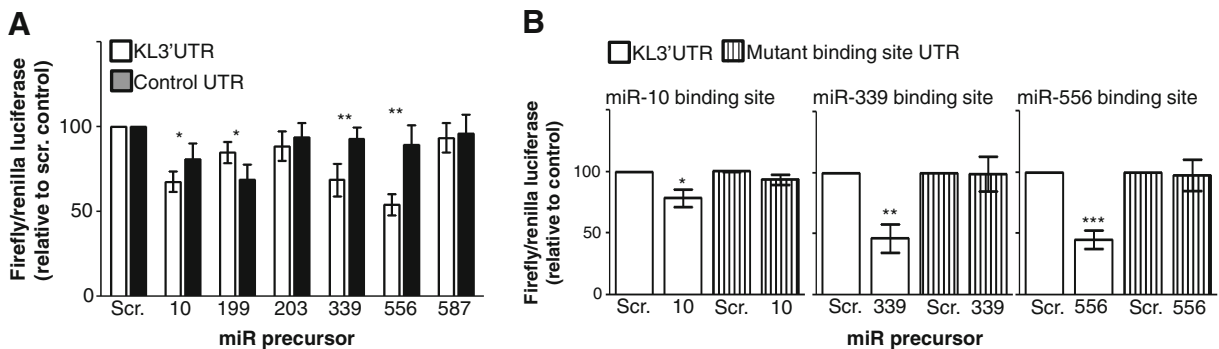 A
KL3'UTR
Control UTR
Firefly/renilla luciferase
(relative to scr. control)
100
50
0
* * ** **
Scr. 10 199 203 339 556 587
miR precursor
B
KL3'UTR Mutant binding site UTR
miR-10 binding site miR-339 binding site miR-556 binding site
Firefly/renilla luciferase
(relative to control)
100
50
0
* ** ***
Scr. 10 Scr. 10 Scr. 339 Scr. 339 Scr. 556 Scr. 556
miR precursor